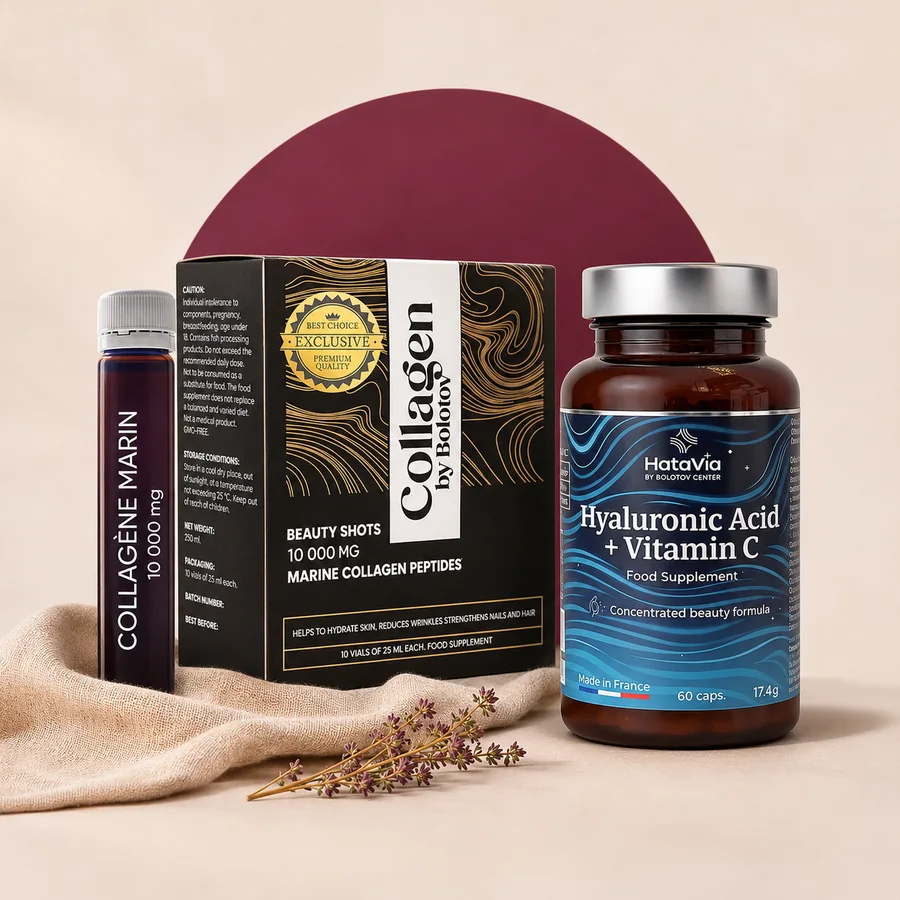 COLLAGÈNE MARIN
10 000 mg
CAUTION:
Individual intolerance to
components, pregnancy,
breastfeeding, age under
18. Contains fish processing
products. Do not exceed the
recommended daily dose.
Not to be consumed as a
substitute for food. The food
supplement does not replace
a balanced and varied diet.
Not a medical product.
GMO-FREE.
STORAGE CONDITIONS:
Store in a cool dry place, out
of sunlight, at a temperature
not exceeding 25 °C. Keep out
of reach of children.
NET WEIGHT:
250 ml.
PACKAGING:
10 vials of 25 ml each.
BATCH NUMBER:
BEST BEFORE:
BEST CHOICE
EXCLUSIVE
PREMIUM
QUALITY
Collagen
by Bolotov
BEAUTY SHOTS
10 000 MG
MARINE COLLAGEN PEPTIDES
HELPS TO HYDRATE SKIN, REDUCES WRINKLES STRENGTHENS NAILS AND HAIR
10 VIALS OF 25 ML EACH. FOOD SUPPLEMENT
HataVia
BY BOLOTOV CENTER
Hyaluronic Acid
+ Vitamin C
Food Supplement
Concentrated beauty formula
Made in France
60 caps.
17.4g